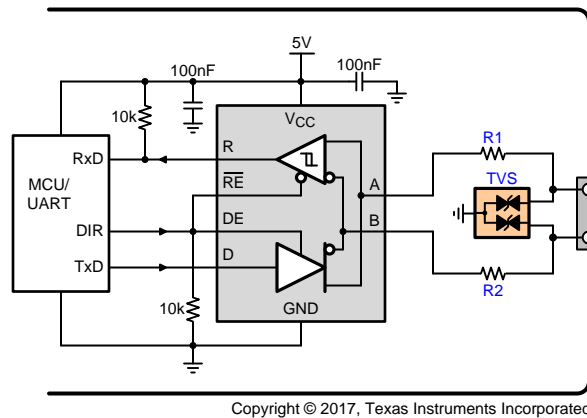 5V
100nF
100nF
10k
VCC
R1
RxD
R
TVS
MCU/
UART
RE
A
DIR
DE
B
TxD
D
10k
GND
R2
Copyright © 2017, Texas Instruments Incorporated